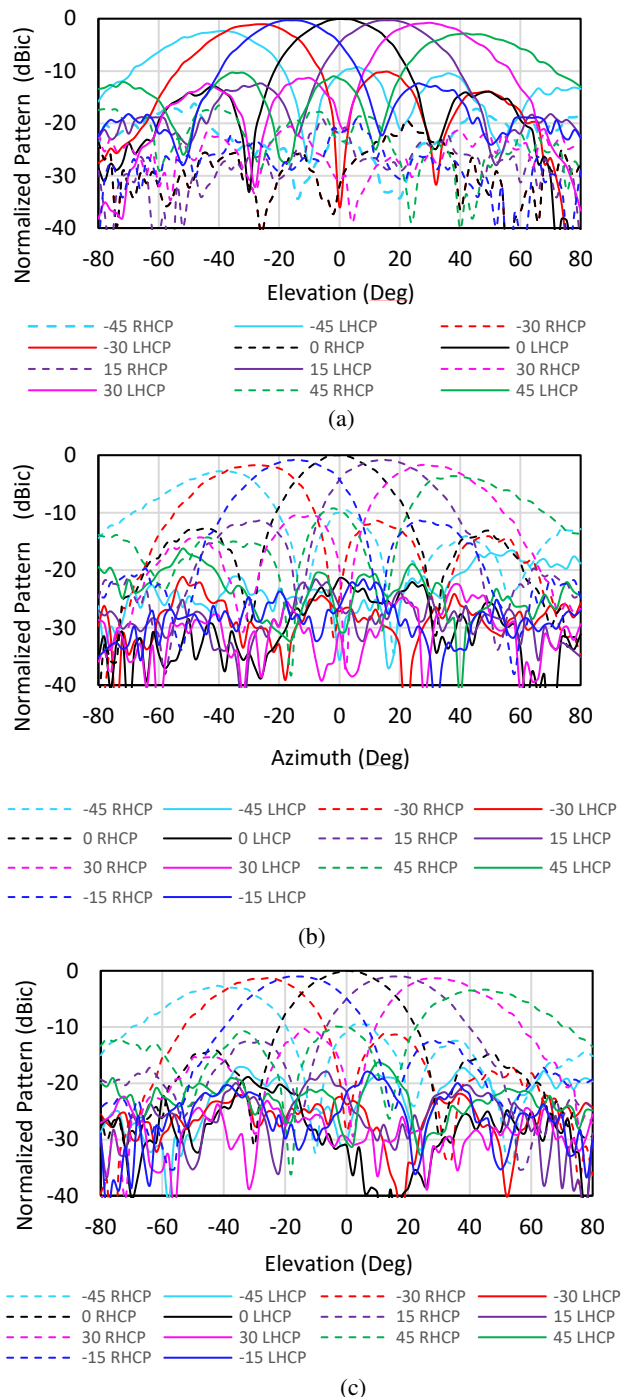 Normalized Pattern (dBic)
0
-10
-20
-30
-40
-80 -60 -40 -20 0 20 40 60 80
Elevation (Deg)
-45 RHCP -45 LHCP -30 RHCP
-30 LHCP 0 RHCP 0 LHCP
15 RHCP 15 LHCP 30 RHCP
30 LHCP 45 RHCP 45 LHCP
(a)
Normalized Pattern (dBic)
0
-10
-20
-30
-40
-80 -60 -40 -20 0 20 40 60 80
Azimuth (Deg)
-45 RHCP -45 LHCP -30 RHCP -30 LHCP
0 RHCP 0 LHCP 15 RHCP 15 LHCP
30 RHCP 30 LHCP 45 RHCP 45 LHCP
-15 RHCP -15 LHCP
(b)
Normalized Pattern (dBic)
0
-10
-20
-30
-40
-80 -60 -40 -20 0 20 40 60 80
Elevation (Deg)
-45 RHCP -45 LHCP -30 RHCP -30 LHCP
0 RHCP 0 LHCP 15 RHCP 15 LHCP
30 RHCP 30 LHCP 45 RHCP 45 LHCP
-15 RHCP -15 LHCP
(c)